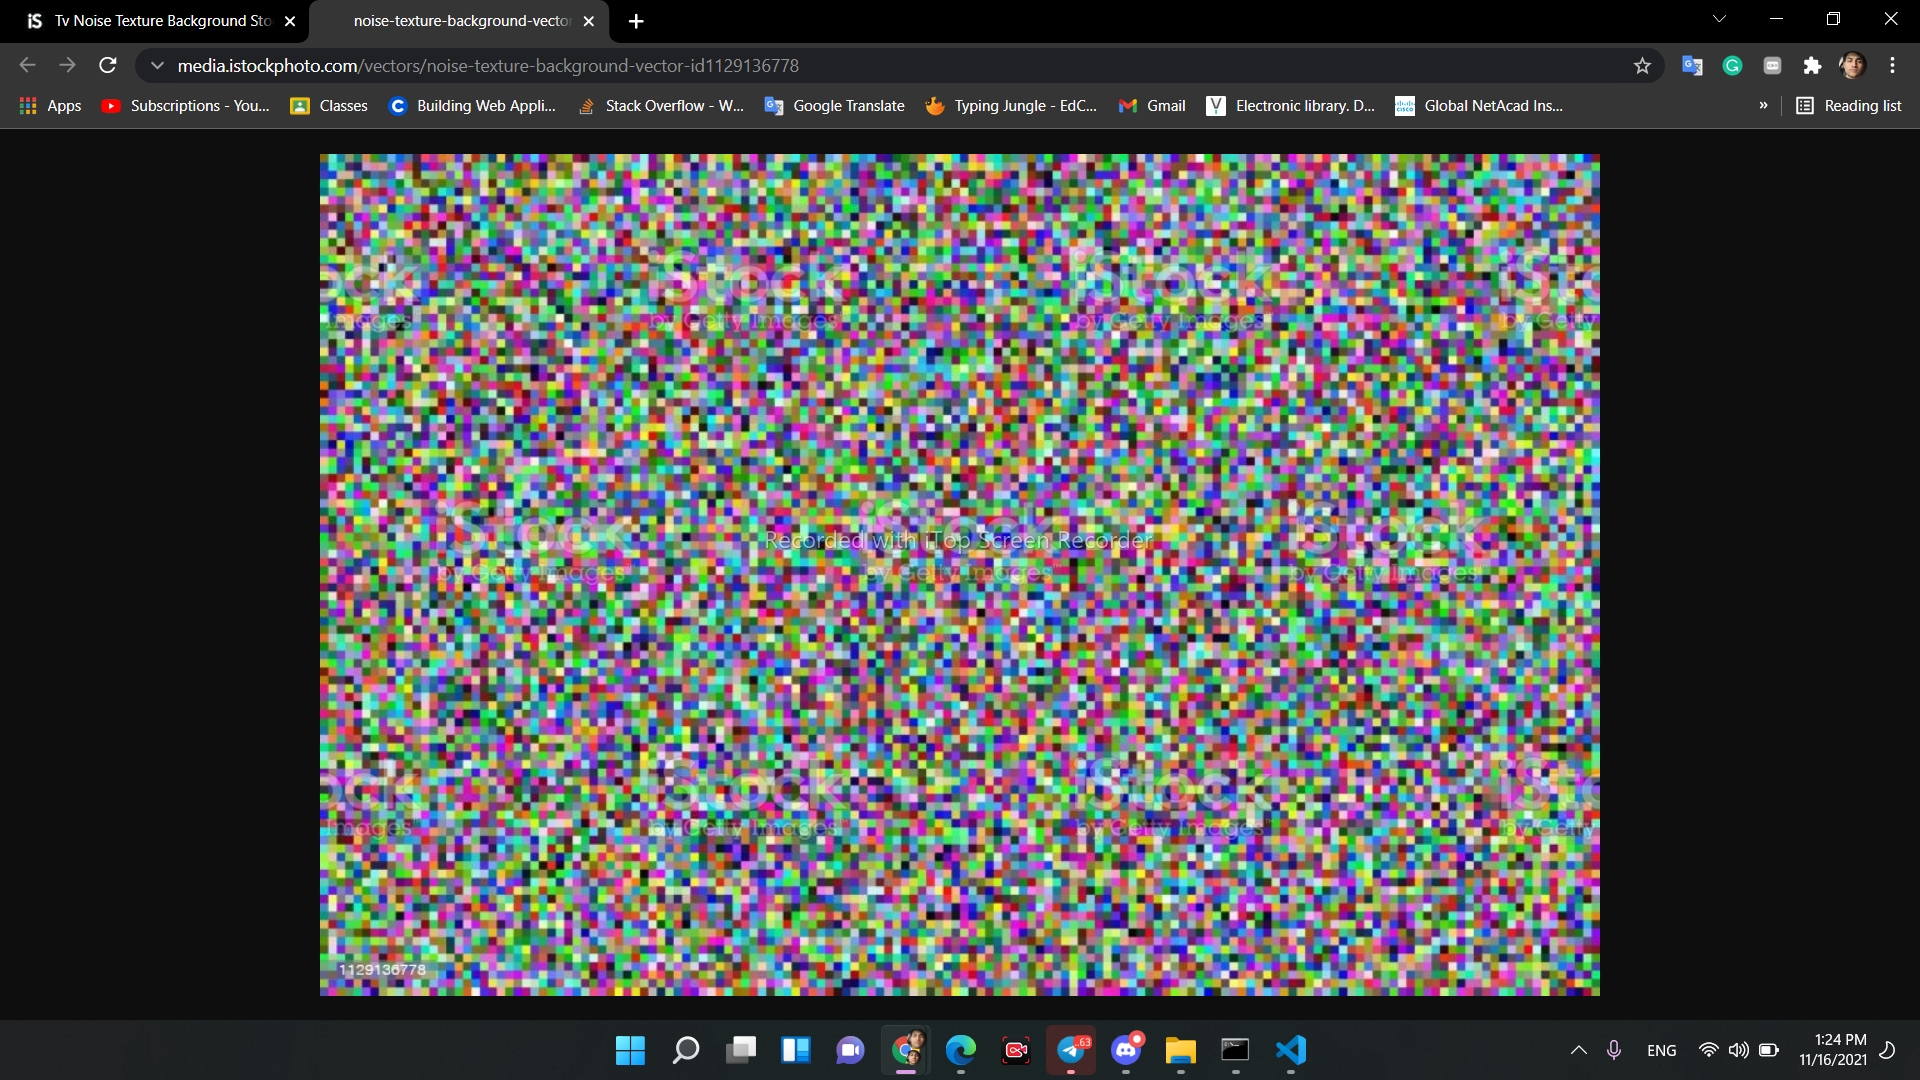 iS Tv Noise Texture Background Sto
noise-texture-background-vector
media.istockphoto.com/vectors/noise-texture-background-vector-id1129136778
Apps Subscriptions - You... Classes Building Web Appli... Stack Overflow - W... Google Translate Typing Jungle - EdC... Gmail Electronic library. D... Global NetAcad Ins... » Reading list
ock iStock iStock iSto
Images by Getty Images by Getty Images by Getty
iStock iStock iStock
Recorded with iTop Screen Recorder
by Getty Images by Getty Images by Getty Images
ock iStock iStock iSto
Images by Getty Images by Getty Images by Getty
1129136778
.63
ENG
1:24 PM
11/16/2021